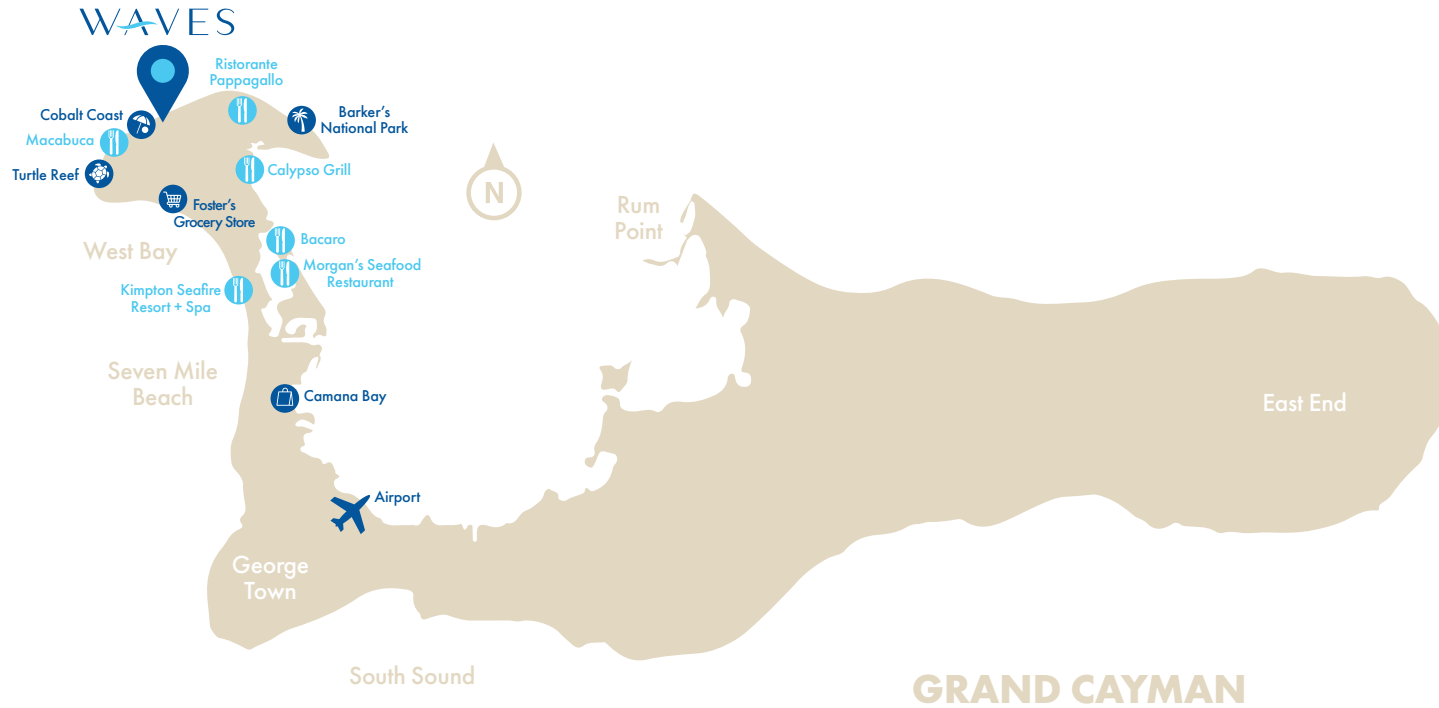 WAVES
Ristorante
Pappagallo
Cobalt Coast
Barker's
National Park
Macabuca
Turtle Reef
Calypso Grill
Foster's
Grocery Store
N
Rum
Point
West Bay
Bacaro
Morgan's Seafood
Restaurant
Kimpton Seafire
Resort + Spa
Seven Mile
Beach
Camana Bay
East End
Airport
George
Town
South Sound
GRAND CAYMAN